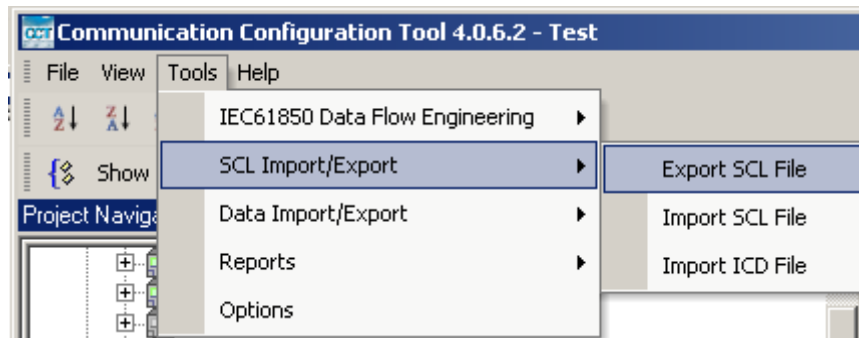 CCT Communication Configuration Tool 4.0.6.2 - Test
File View Tools Help
IEC61850 Data Flow Engineering
SCL Import/Export
Export SCL File
Show
Data Import/Export
Import SCL File
Project Naviga
Reports
Import ICD File
Options